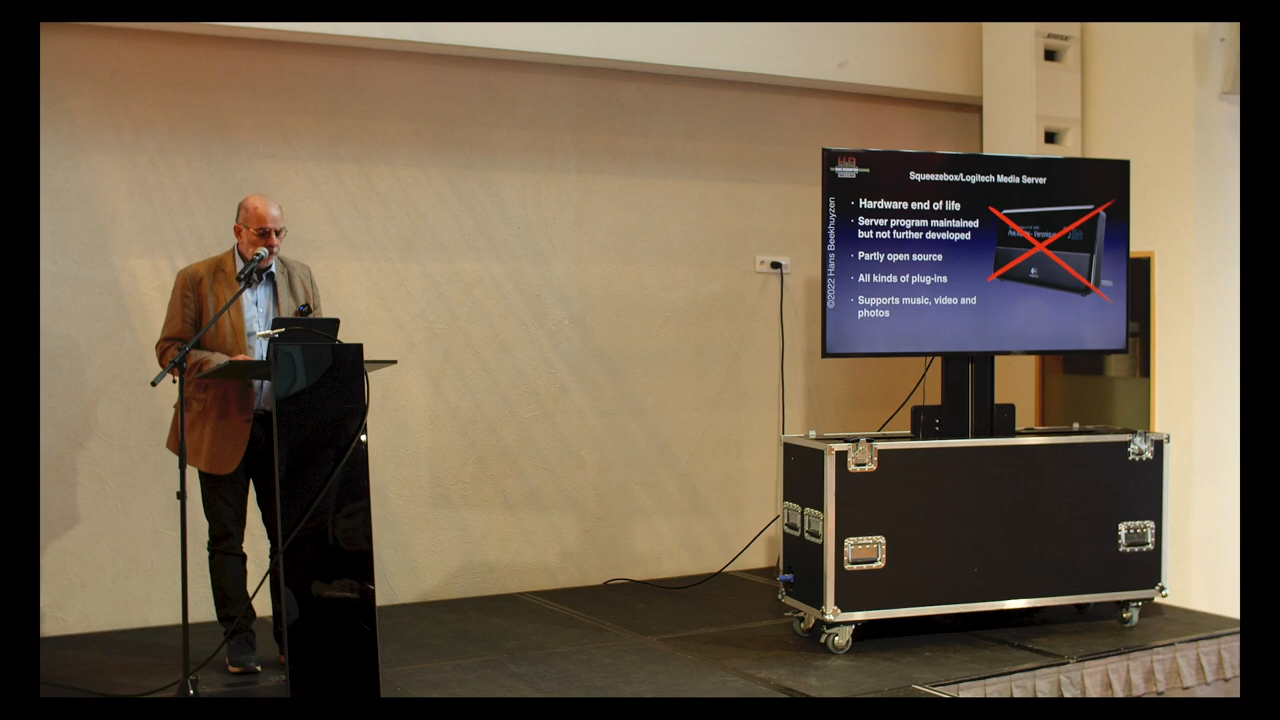 BOSE
Squeezebox/Logitech Media Server
©2022 Hans Beekhuyzen
· Hardware end of life
· Server program maintained
but not further developed
· Partly open source
· All kinds of plug-ins
· Supports music, video and
photos